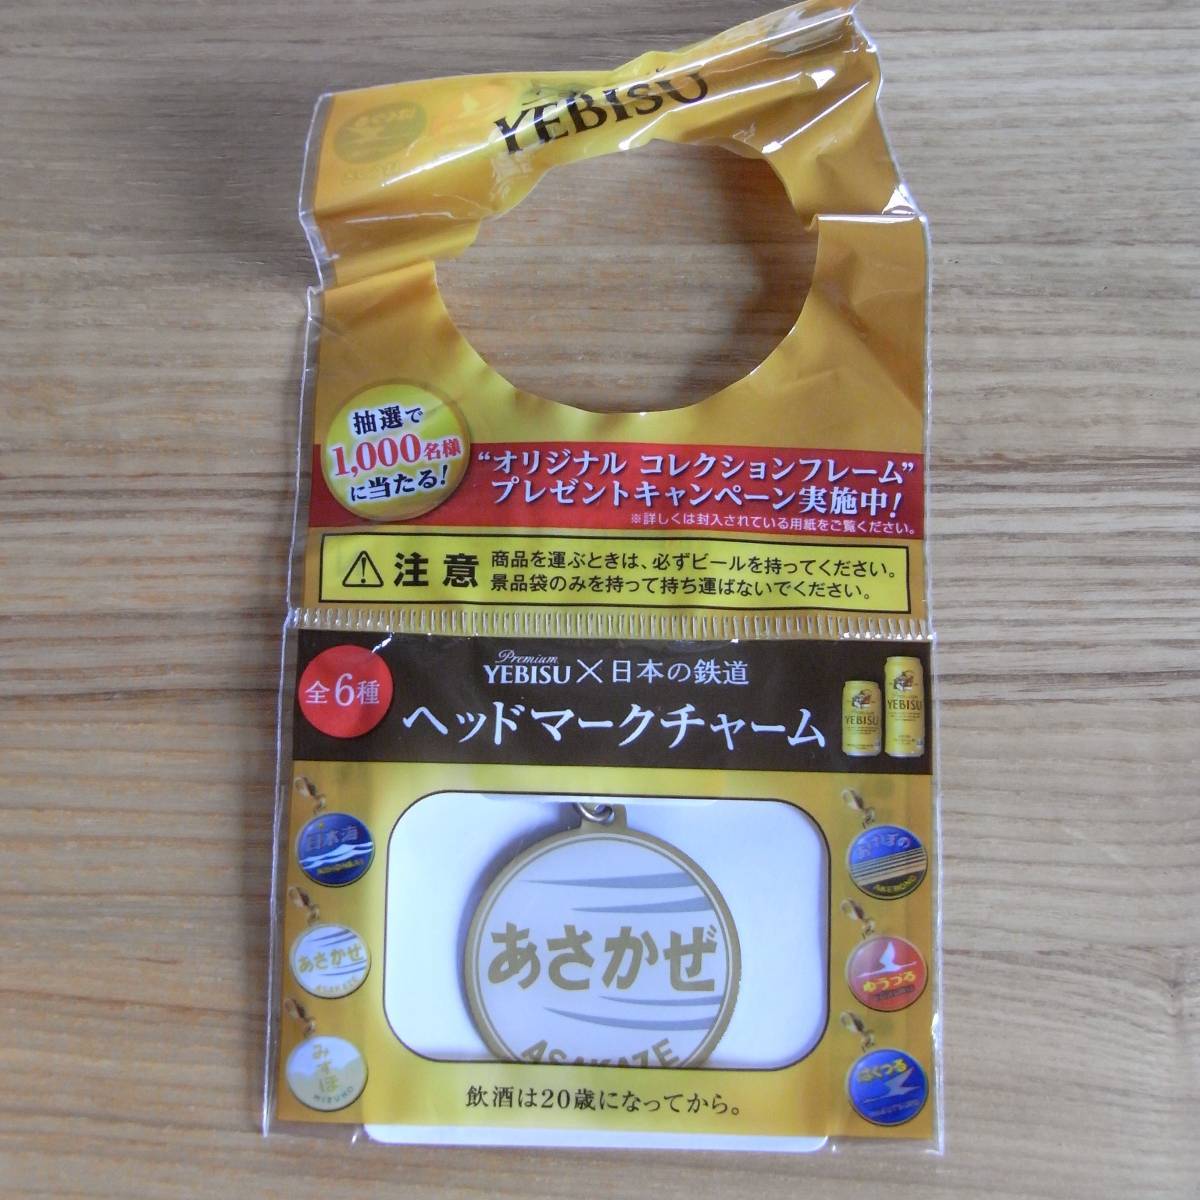 YEBISU
抽選で
1,000名様
に当たる!
“オリジナル コレクションフレーム”
プレゼントキャンペーン実施中!
※詳しくは封入されている用紙をご覧ください。
注意
商品を運ぶときは、必ずビールを持ってください。
景品袋のみを持って持ち運ばないでください。
全6種
Premium
YEBISU×日本の鉄道
ヘッドマークチャーム
YEBISU
YEBISU
日本海
あさかぜ
ASAKAZE
みずほ
MIZUHO
あさかぜ
ASAKAZE
あけぼの
AKEBONO
ゆうづる
はくつる
飲酒は20歳になってから。